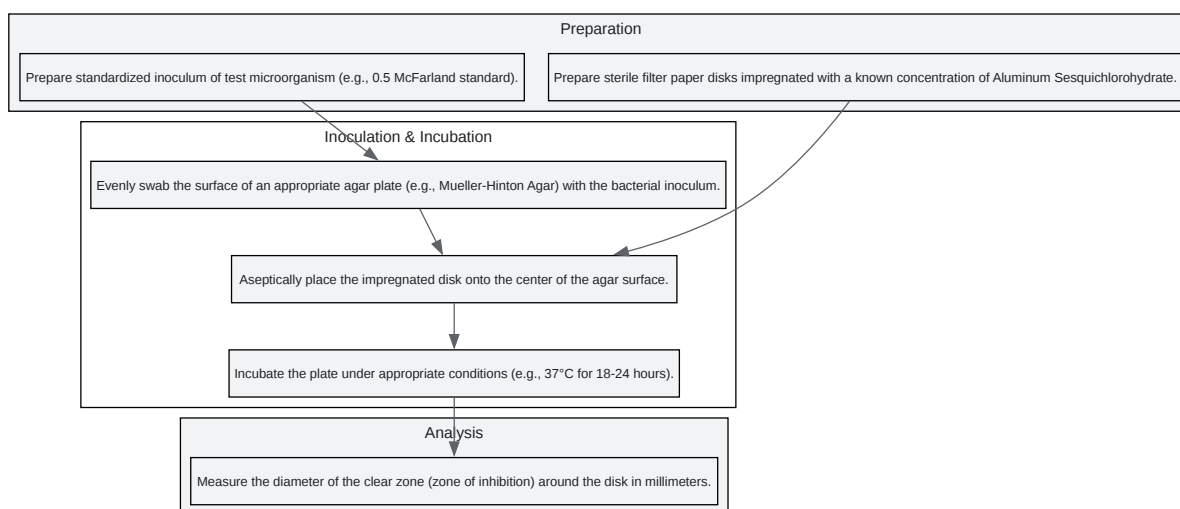 Preparation
Prepare standardized inoculum of test microorganism (e.g., 0.5 McFarland standard).
Prepare sterile filter paper disks impregnated with a known concentration of Aluminum Sesquichlorohydrate.
Inoculation & Incubation
Evenly swab the surface of an appropriate agar plate (e.g., Mueller-Hinton Agar) with the bacterial inoculum.
Aseptically place the impregnated disk onto the center of the agar surface.
Incubate the plate under appropriate conditions (e.g., 37°C for 18-24 hours).
Analysis
Measure the diameter of the clear zone (zone of inhibition) around the disk in millimeters.